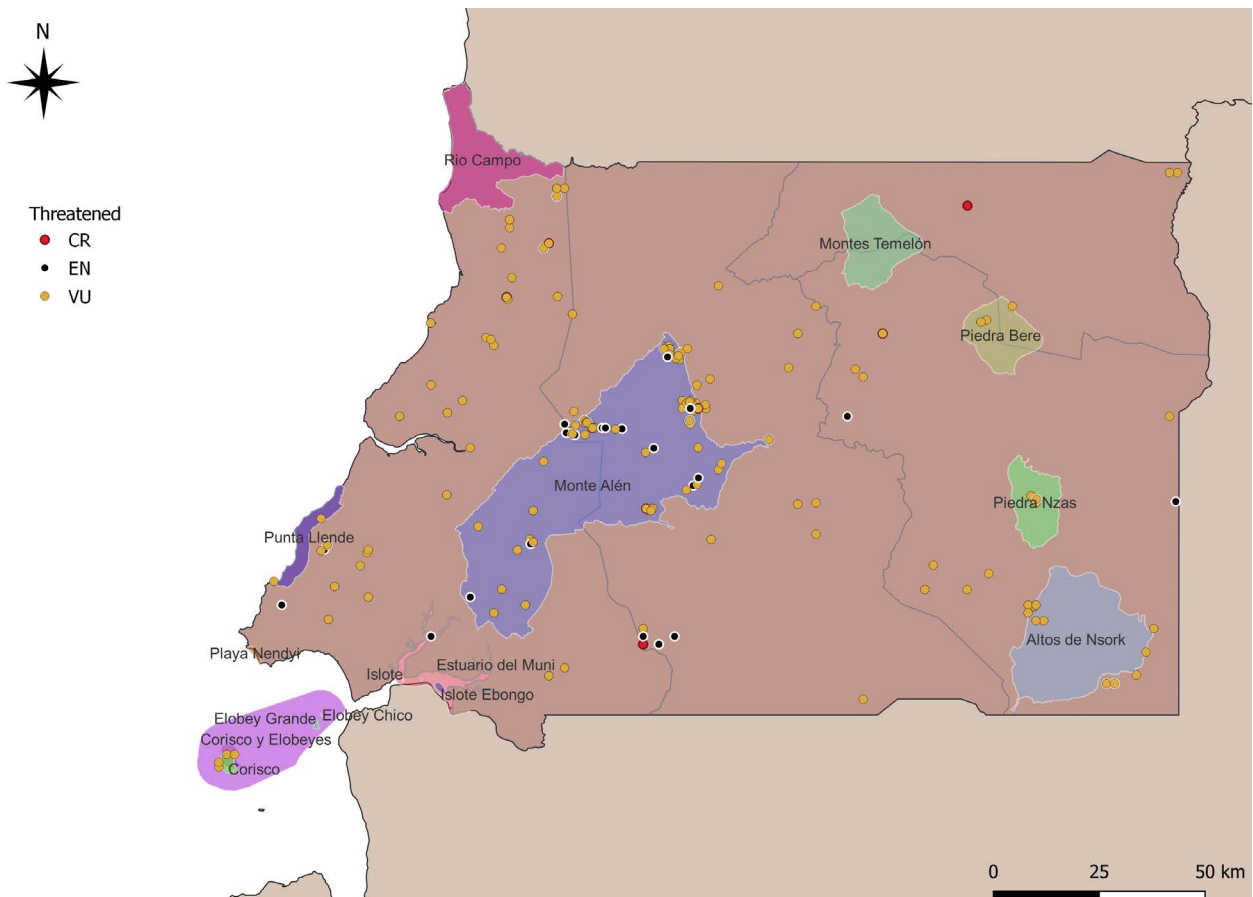 N
Rio Campo
Threatened
CR
EN
VU
Montes Temelón
Piedra Bere
Monte Alén
Piedra Nzas
Punta Llende
Altos de Nsork
Playa Nendyi
Estuario del Muni
Islote
Islote Ebongo
Elobey Grande
Elobey Chico
Corisco y Elobeyes
Corisco
0 25 50 km